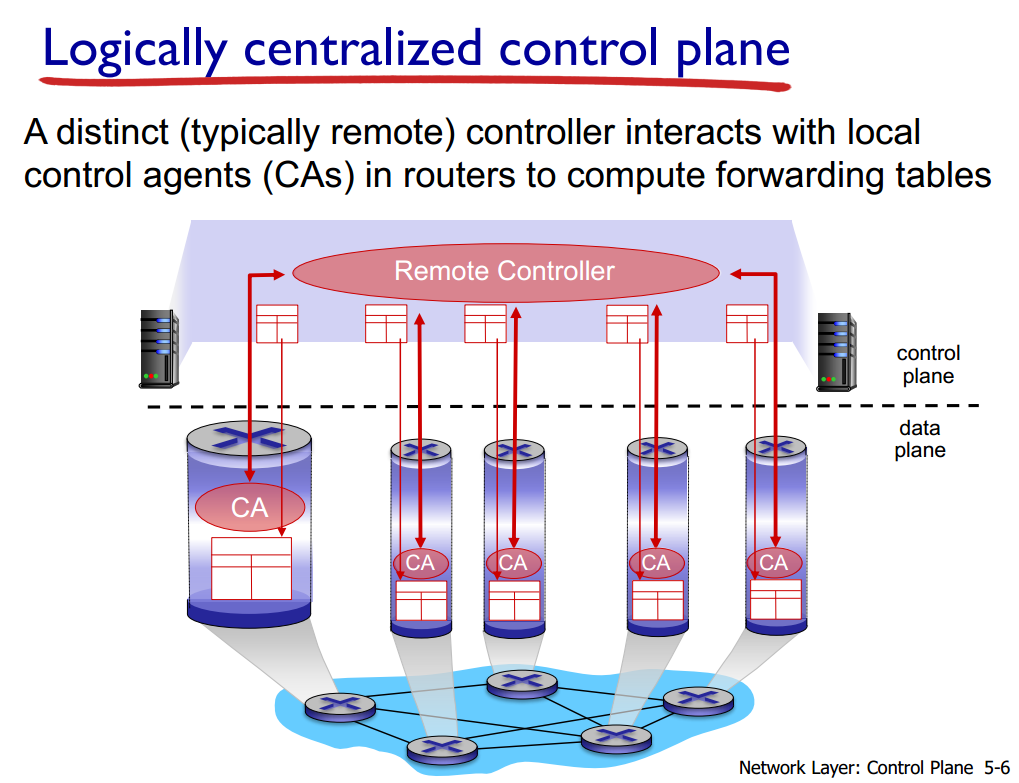 Logically centralized control plane
A distinct (typically remote) controller interacts with local
control agents (CAs) in routers to compute forwarding tables
Remote Controller
control
plane
data
plane
CA
CA
CA
CA
CA
Network Layer: Control Plane 5-6